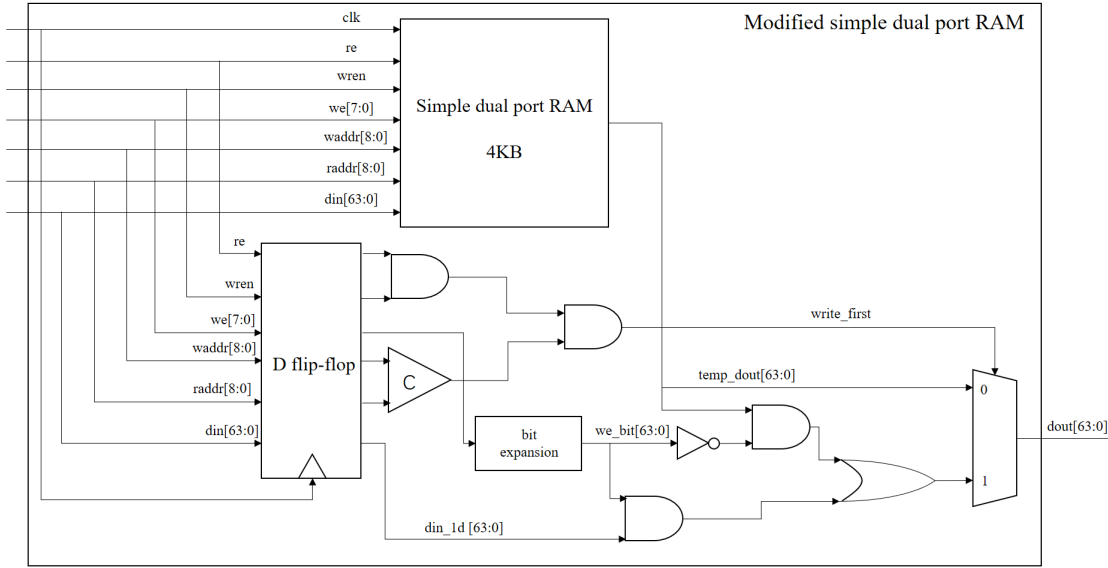 Modified simple dual port RAM
clk
re
wren
we[7:0]
waddr[8:0]
raddr[8:0]
din[63:0]
Simple dual port RAM
4KB
re
wren
we[7:0]
waddr[8:0]
raddr[8:0]
din[63:0]
D flip-flop
C
bit
expansion
we_bit[63:0]
din_1d [63:0]
write_first
temp_dout[63:0]
0
1
dout[63:0]